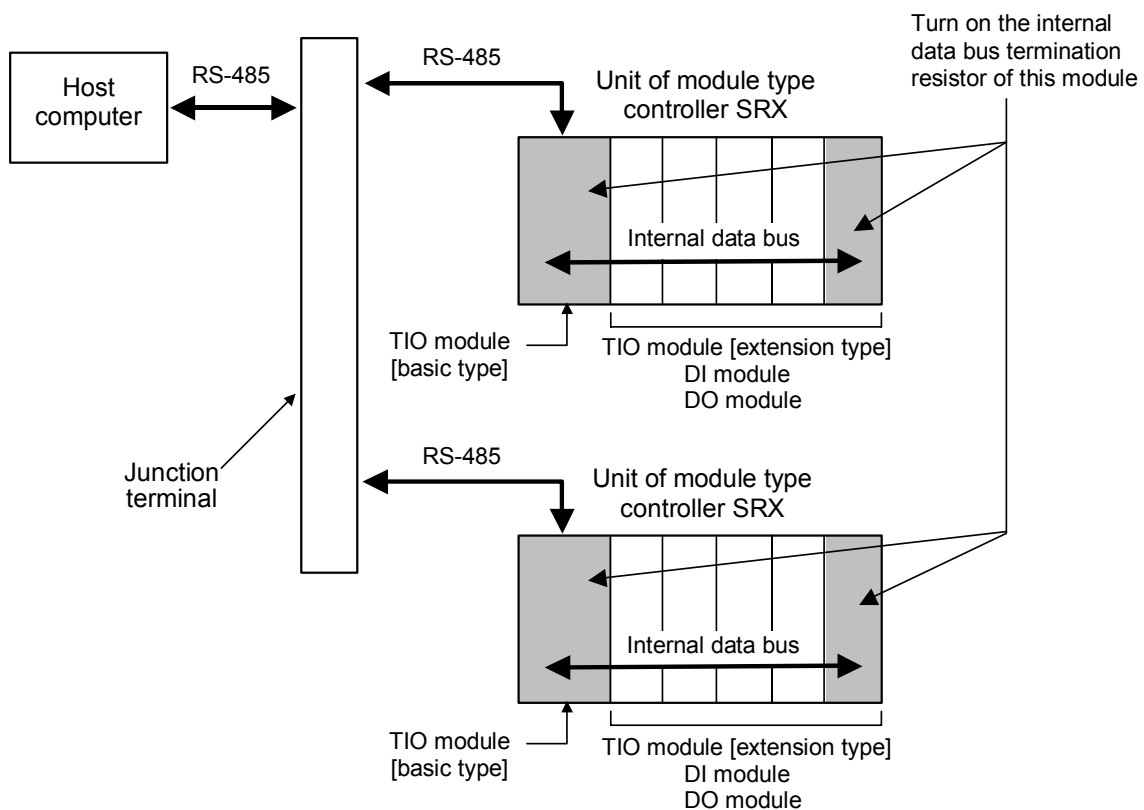 Host
computer
RS-485
RS-485
Unit of module type
controller SRX
Turn on the internal
data bus termination
resistor of this module
Internal data bus
TIO module
[basic type]
TIO module [extension type]
DI module
DO module
Junction
terminal
RS-485
Unit of module type
controller SRX
Internal data bus
TIO module
[basic type]
TIO module [extension type]
DI module
DO module